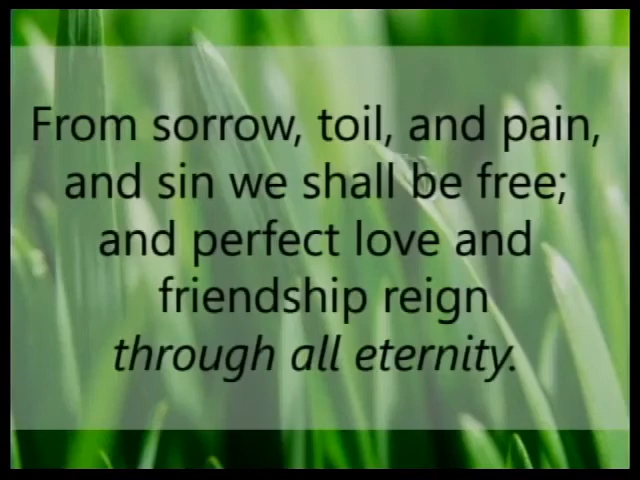 From sorrow, toil, and pain,
and sin we shall be free;
and perfect love and
friendship reign
through all eternity.